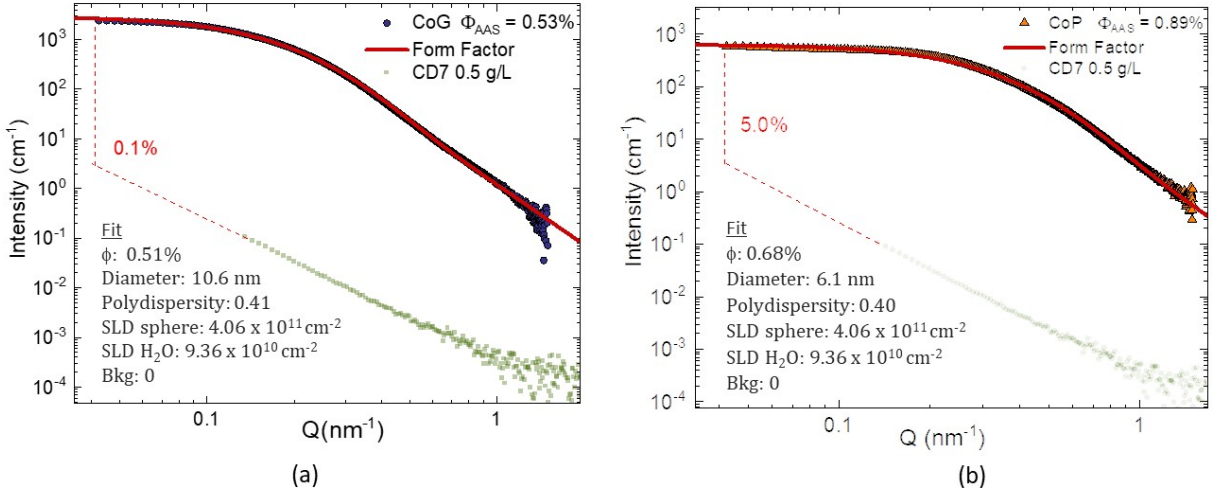 CoG Φ_AAS = 0.53%
Form Factor
CD7 0.5 g/L
10³
10²
10¹
10⁰
10⁻¹
10⁻²
10⁻³
10⁻⁴
Intensity (cm⁻¹)
0.1%
Fit
ϕ: 0.51%
Diameter: 10.6 nm
Polydispersity: 0.41
SLD sphere: 4.06 x 10¹¹ cm⁻²
SLD H₂O: 9.36 x 10¹⁰ cm⁻²
Bkg: 0
0.1
1
Q(nm⁻¹)
(a)
CoP Φ_AAS = 0.89%
Form Factor
CD7 0.5 g/L
10³
10²
10¹
10⁰
10⁻¹
10⁻²
10⁻³
10⁻⁴
Intensity (cm⁻¹)
5.0%
Fit
ϕ: 0.68%
Diameter: 6.1 nm
Polydispersity: 0.40
SLD sphere: 4.06 x 10¹¹ cm⁻²
SLD H₂O: 9.36 x 10¹⁰ cm⁻²
Bkg: 0
0.1
1
Q (nm⁻¹)
(b)